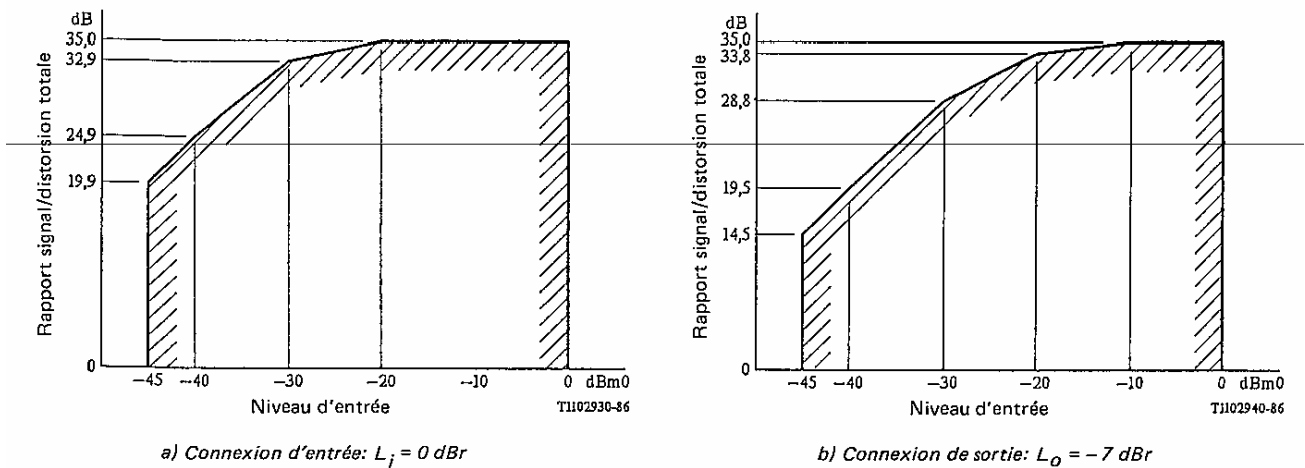 dB
35,0
32,9
24,9
19,9
0
Rapport signal/distorsion totale
−45 −40 −30 −20 −10 0 dBm0
Niveau d'entrée
T1102930-86
a) Connexion d'entrée: Li = 0 dBr
dB
35,0
33,8
28,8
19,5
14,5
0
Rapport signal/distorsion totale
−45 −40 −30 −20 −10 0 dBm0
Niveau d'entrée
T1102940-86
b) Connexion de sortie: Lo = −7 dBr